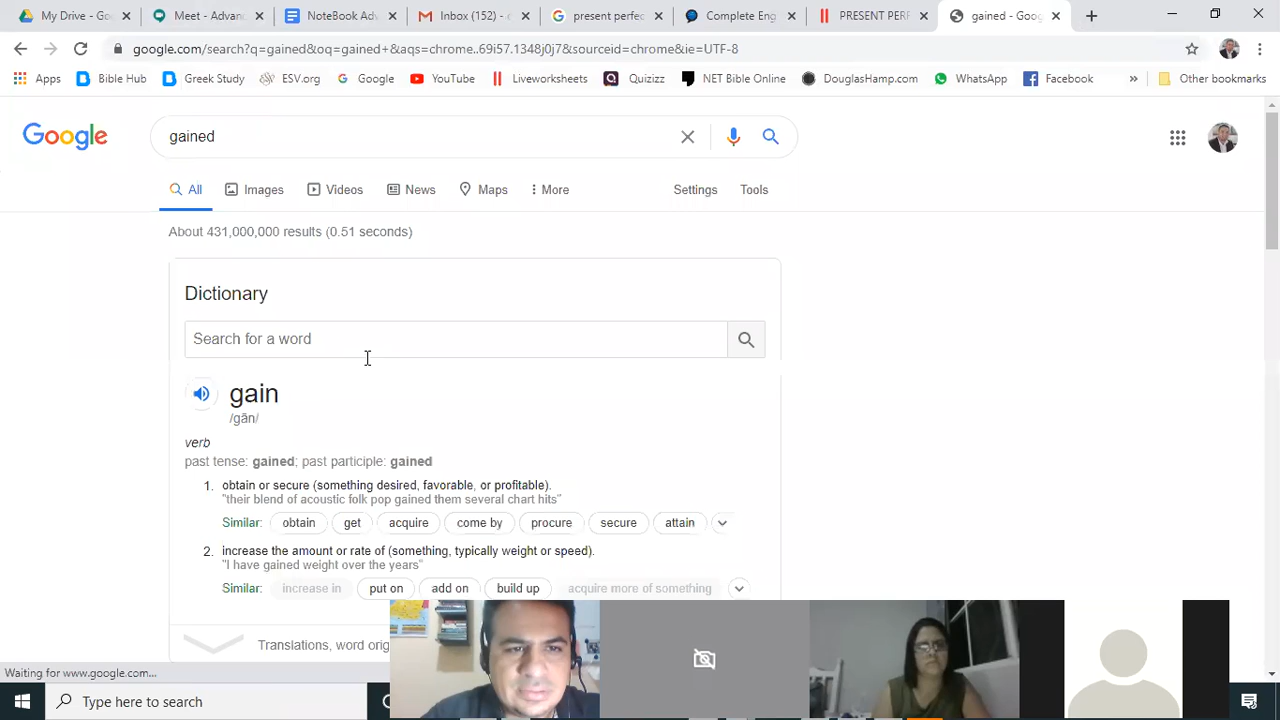 My Drive - Go
Meet - Advan
NoteBook Adv
Inbox (152) - e
present perfec
Complete Eng
PRESENT PERF
gained - Goog
google.com/search?q=gained&oq=gained+&aqs=chrome..69i57.1348j0j7&sourceid=chrome&ie=UTF-8
Apps
Bible Hub
Greek Study
ESV.org
Google
YouTube
Liveworksheets
Quizizz
NET Bible Online
DouglasHamp.com
WhatsApp
Facebook
»
Other bookmarks
Google
gained
All
Images
Videos
News
Maps
More
Settings
Tools
About 431,000,000 results (0.51 seconds)
Dictionary
Search for a word
gain
/gān/
verb
past tense: gained; past participle: gained
1. obtain or secure (something desired, favorable, or profitable).
"their blend of acoustic folk pop gained them several chart hits"
Similar: obtain get acquire come by procure secure attain
2. increase the amount or rate of (something, typically weight or speed).
"I have gained weight over the years"
Similar: increase in put on add on build up acquire more of something
Translations, word orig
Waiting for www.google.com...
Type here to search